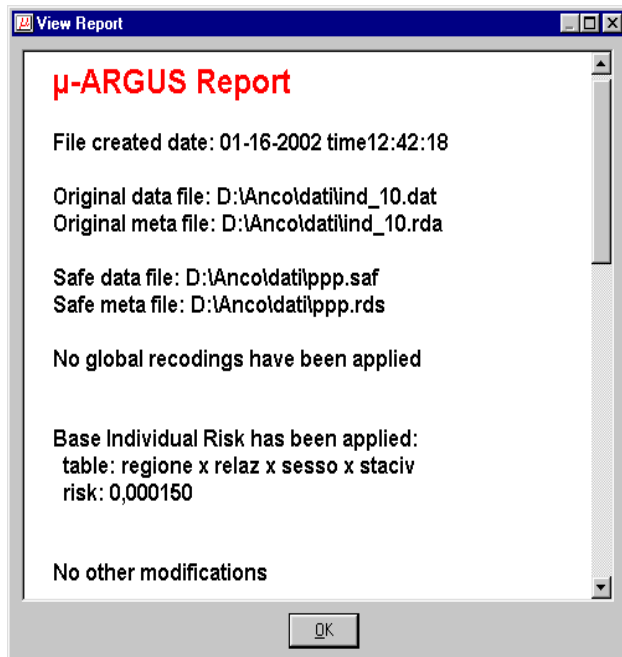 μ View Report
μ-ARGUS Report
File created date: 01-16-2002 time12:42:18
Original data file: D:\Anco\dati\ind_10.dat
Original meta file: D:\Anco\dati\ind_10.rda
Safe data file: D:\Anco\dati\ppp.saf
Safe meta file: D:\Anco\dati\ppp.rds
No global recodings have been applied
Base Individual Risk has been applied:
table: regione x relaz x sesso x staciv
risk: 0,000150
No other modifications
OK